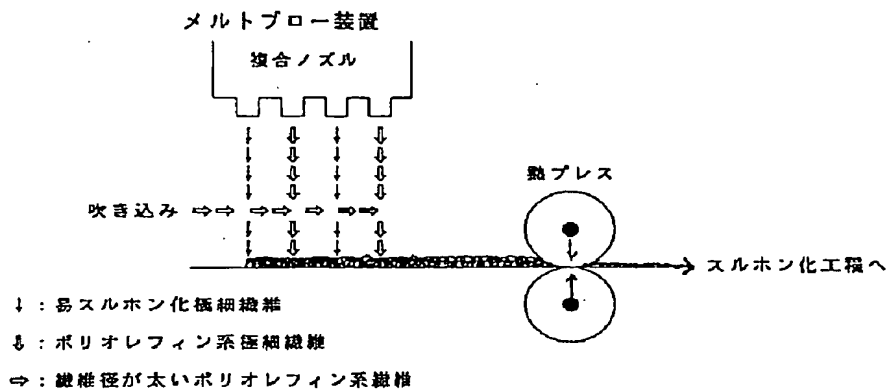 メルトブロー装置
複合ノズル
熱プレス
吹き込み
スルホン化工程へ
↓：易スルホン化極細繊維
⇩：ポリオレフィン系極細繊維
⇨：繊維径が太いポリオレフィン系繊維